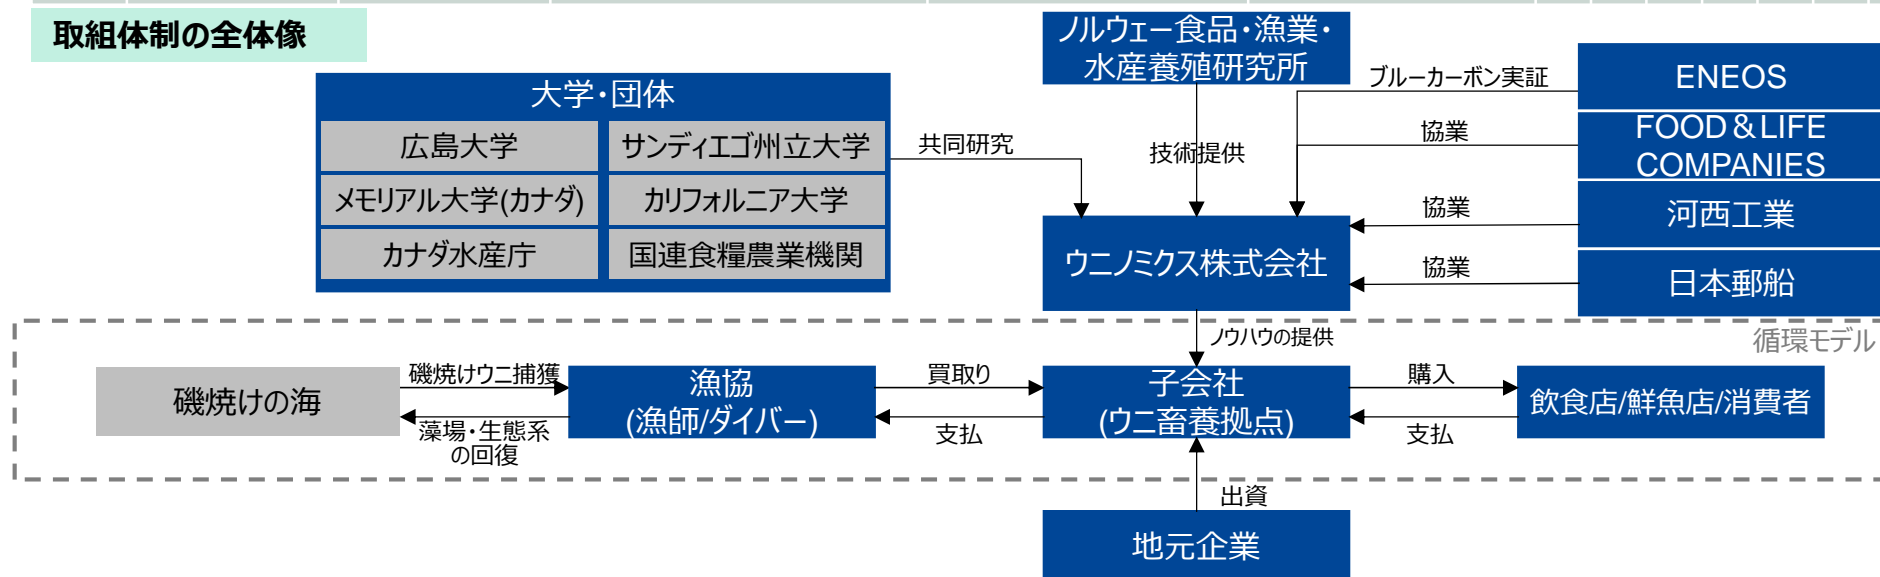 取組体制の全体像
ノルウェー食品・漁業・
水産養殖研究所
大学・団体
広島大学
サンディエゴ州立大学
メモリアル大学(カナダ)
カリフォルニア大学
カナダ水産庁
国連食糧農業機関
共同研究
技術提供
ブルーカーボン実証
ENEOS
協業
FOOD＆LIFE
COMPANIES
協業
河西工業
協業
日本郵船
ウニノミクス株式会社
ノウハウの提供
循環モデル
磯焼けの海
磯焼けウニ捕獲
藻場・生態系
の回復
漁協
(漁師/ダイバー)
買取り
支払
子会社
(ウニ畜養拠点)
購入
支払
飲食店/鮮魚店/消費者
出資
地元企業